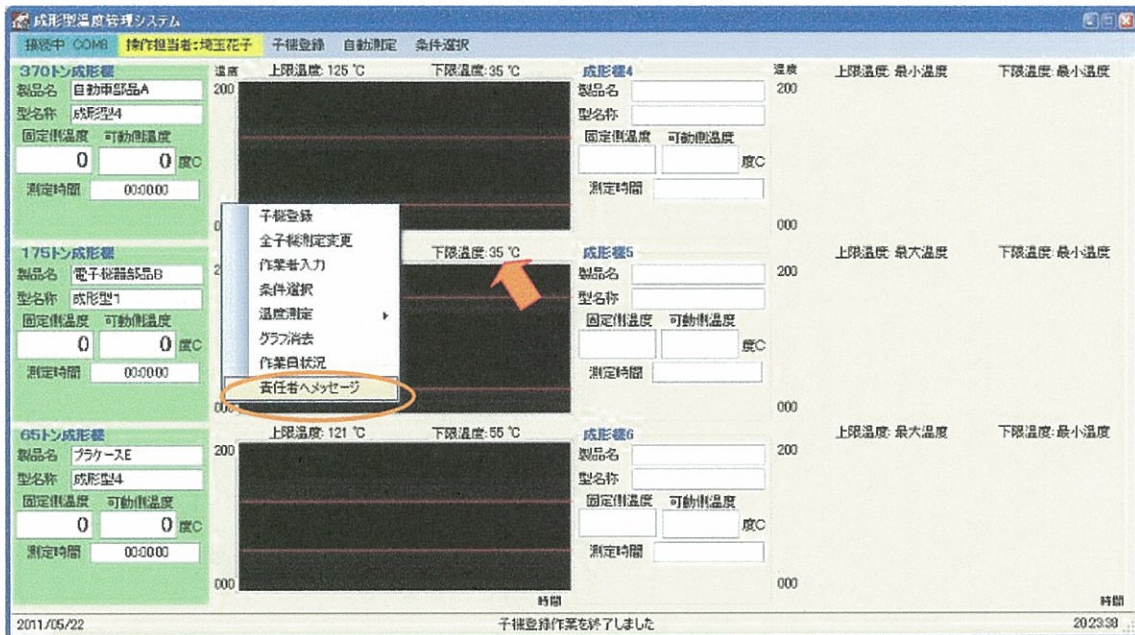 成形型温度管理システム
接続中 COM8 操作担当者:埼玉花子 子機登録 自動測定 条件選択
370トン成形機
製品名 自動車部品A
型名称 成形型4
固定側温度 可動側温度
0 0 度C
測定時間 00:00:00
温度 上限温度: 125 ℃ 下限温度:35 ℃
200
0
成形機4
製品名
型名称
固定側温度 可動側温度
度C
測定時間
温度 上限温度: 最小温度 下限温度: 最小温度
200
000
175トン成形機
製品名 電子機器部品B
型名称 成形型1
固定側温度 可動側温度
0 0 度C
測定時間 00:00:00
下限温度:35 ℃
2
000
子機登録
全子機測定変更
作業者入力
条件選択
温度測定
グラフ消去
作業日状況
責任者へメッセージ
成形機5
製品名
型名称
固定側温度 可動側温度
度C
測定時間
上限温度: 最大温度 下限温度: 最小温度
200
000
65トン成形機
製品名 プラケースE
型名称 成形型4
固定側温度 可動側温度
0 0 度C
測定時間 00:00:00
上限温度: 121 ℃ 下限温度:55 ℃
200
000
時間
成形機6
製品名
型名称
固定側温度 可動側温度
度C
測定時間
上限温度: 最大温度 下限温度: 最小温度
200
000
時間
2011/05/22 子機登録作業を終了しました 20:23:38